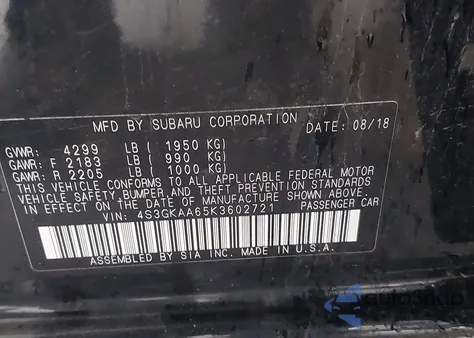 MFD BY SUBARU CORPORATION DATE: 08/18
GVWR: 4299 LB ( 1950 KG)
GAWR: F 2183 LB ( 990 KG)
GAWR: R 2205 LB ( 1000 KG)
THIS VEHICLE CONFORMS TO ALL APPLICABLE FEDERAL MOTOR
VEHICLE SAFETY, BUMPER, AND THEFT PREVENTION STANDARDS
IN EFFECT ON THE DATE OF MANUFACTURE SHOWN ABOVE.
VIN: 4S3GKAA65K3602721 PASSENGER CAR
ASSEMBLED BY SIA INC. MADE IN U.S.A.
autoSnap